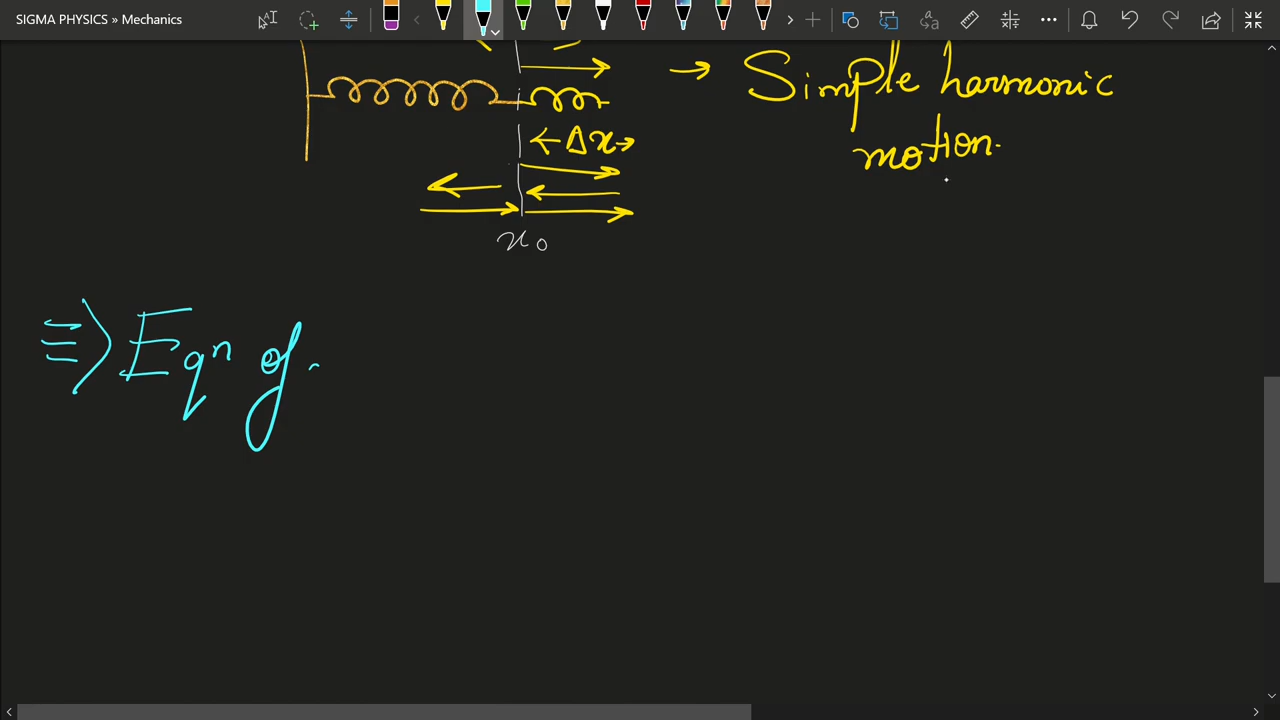 SIGMA PHYSICS » Mechanics
→ Simple harmonic
motion.
Δx
x₀
⇒ Eqⁿ of